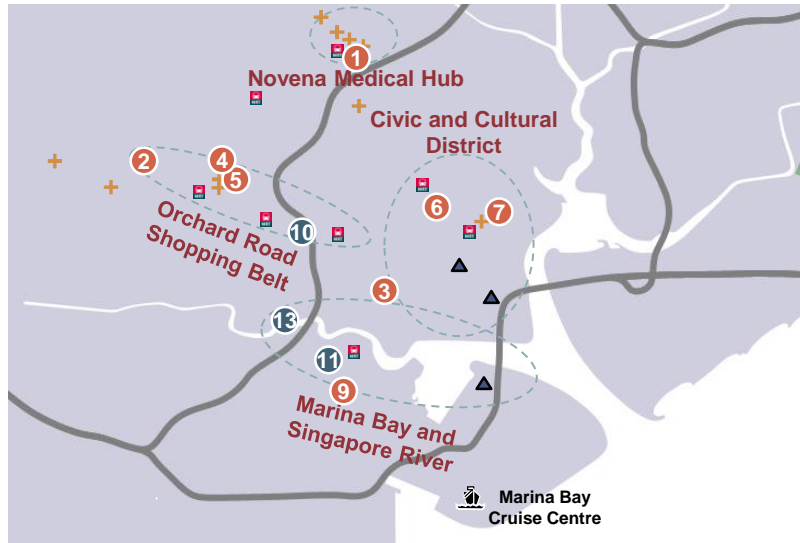 1
Novena Medical Hub
Civic and Cultural
District
2
4
5
6
7
Orchard Road
Shopping Belt
10
3
13
11
9
Marina Bay and
Singapore River
Marina Bay
Cruise Centre